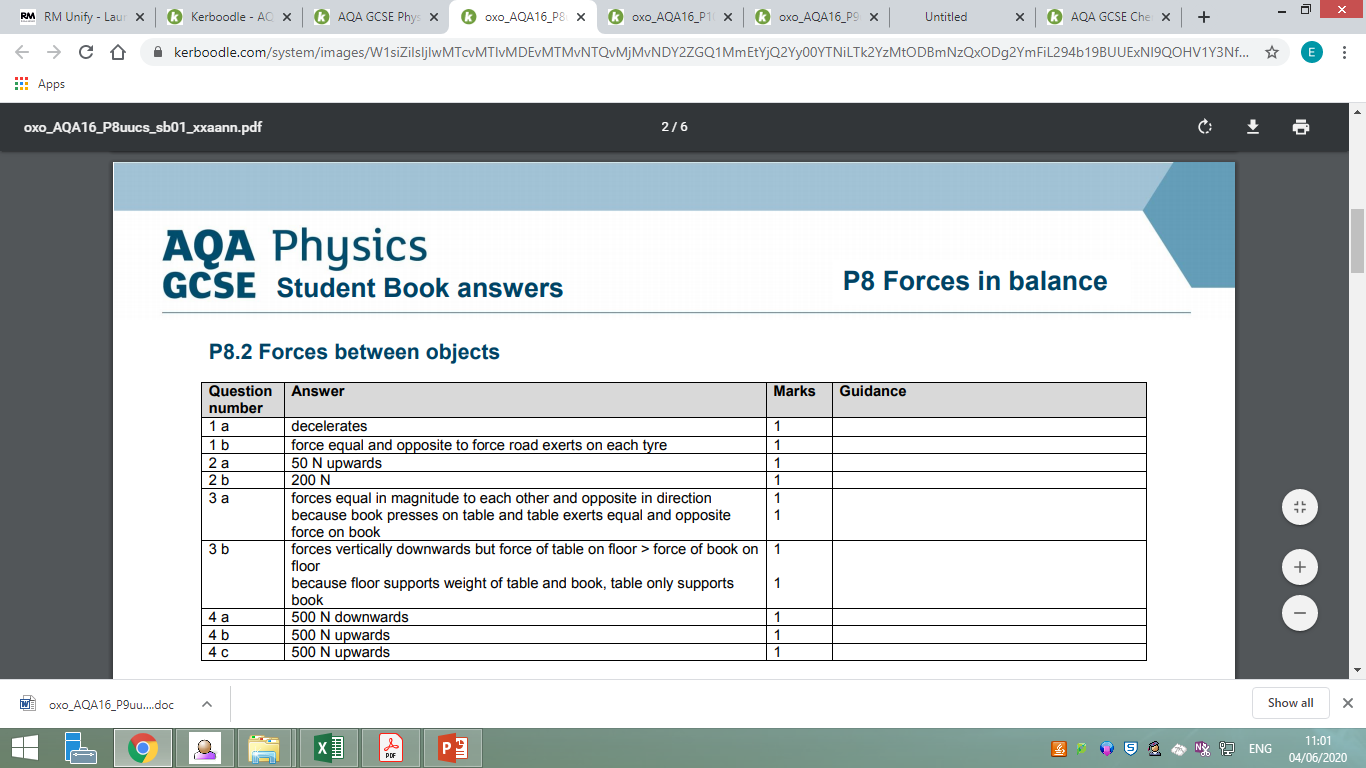 RM Unify - Lau
Kerboodle - AQ
AQA GCSE Phys
oxo_AQA16_P8
oxo_AQA16_P1
oxo_AQA16_P9
Untitled
AQA GCSE Che
kerboodle.com/system/images/W1siZiIsIjIwMTcvMTIvMDEvMTMvNTQvMjMvNDY2ZGQ1MmEtYjQ2Yy00YTNiLTk2YzMtODBmNzQxODg2YmFiL294b19BUUExNl9QOHV1Y3Nf...
E
Apps
oxo_AQA16_P8uucs_sb01_xxaann.pdf
2 / 6
AQA Physics
GCSE Student Book answers
P8 Forces in balance
P8.2 Forces between objects
Question number Answer Marks Guidance
1 a decelerates 1
1 b force equal and opposite to force road exerts on each tyre 1
2 a 50 N upwards 1
2 b 200 N 1
3 a forces equal in magnitude to each other and opposite in direction 1
because book presses on table and table exerts equal and opposite 1
force on book
3 b forces vertically downwards but force of table on floor > force of book on 1
floor
because floor supports weight of table and book, table only supports 1
book
4 a 500 N downwards 1
4 b 500 N upwards 1
4 c 500 N upwards 1
oxo_AQA16_P9uu....doc
Show all
ENG
11:01
04/06/2020